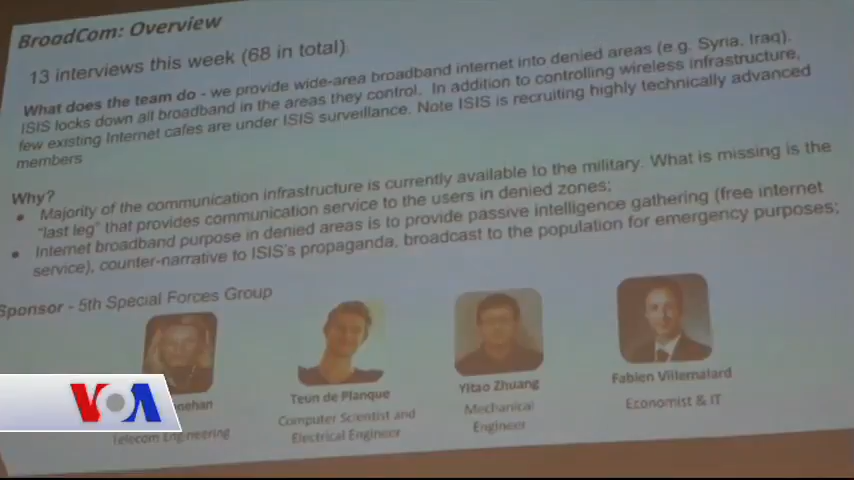 BroadCom: Overview
13 interviews this week (68 in total)
What does the team do - we provide wide-area broadband internet into denied areas (e.g. Syria, Iraq).
ISIS locks down all broadband in the areas they control. In addition to controlling wireless infrastructure,
few existing Internet cafes are under ISIS surveillance. Note ISIS is recruiting highly technically advanced
members
Why?
• Majority of the communication infrastructure is currently available to the military. What is missing is the
"last leg" that provides communication service to the users in denied zones;
• Internet broadband purpose in denied areas is to provide passive intelligence gathering (free internet
service), counter-narrative to ISIS's propaganda, broadcast to the population for emergency purposes;
Sponsor - 5th Special Forces Group
Telecom Engineering
Teun de Planque
Computer Scientist and
Electrical Engineer
Yitao Zhuang
Mechanical
Engineer
Fabien Villemalard
Economist & IT
VOA